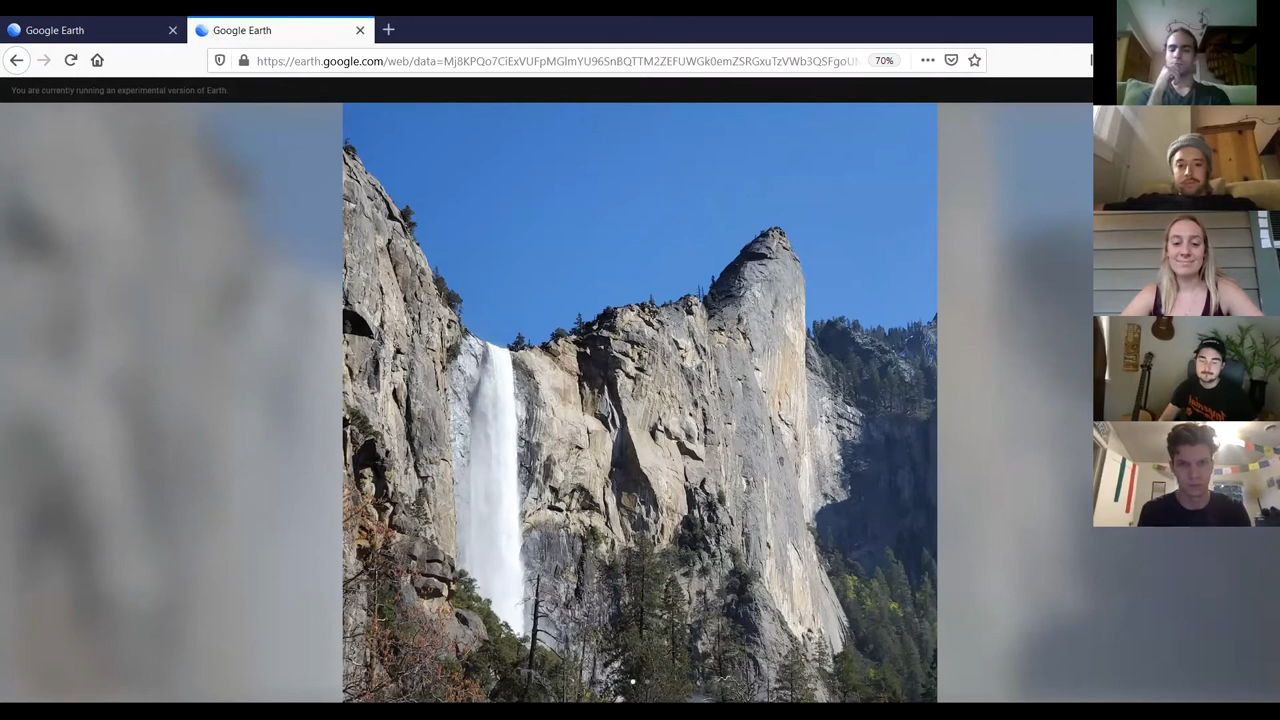 Google Earth
Google Earth
https://earth.google.com/web/data=Mj8KPQo7CiExVUFpMGlmYU96SnBQTTM2ZEFUWGk0emZSRGxuTzVWb3QSFgoUM
70%
You are currently running an experimental version of Earth.